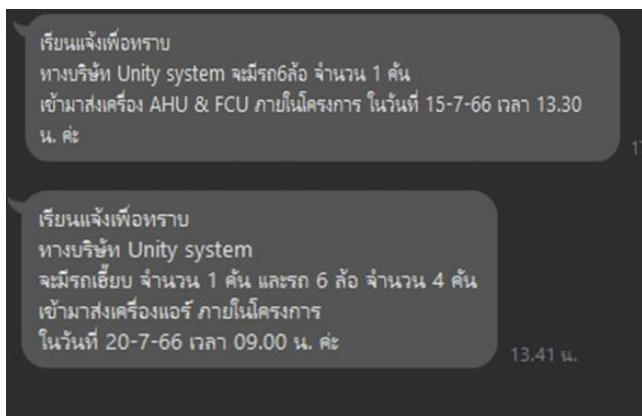 เรียนแจ้งเพื่อทราบ
ทางบริษัท Unity system จะมีรถ6ล้อ จำนวน 1 คัน
เข้ามาส่งเครื่อง AHU & FCU ภายในโครงการ ในวันที่ 15-7-66 เวลา 13.30
น. ค่ะ
เรียนแจ้งเพื่อทราบ
ทางบริษัท Unity system
จะมีรถเฮี๊ยบ จำนวน 1 คัน และรถ 6 ล้อ จำนวน 4 คัน
เข้ามาส่งเครื่องแอร์ ภายในโครงการ
ในวันที่ 20-7-66 เวลา 09.00 น. ค่ะ
13.41 น.